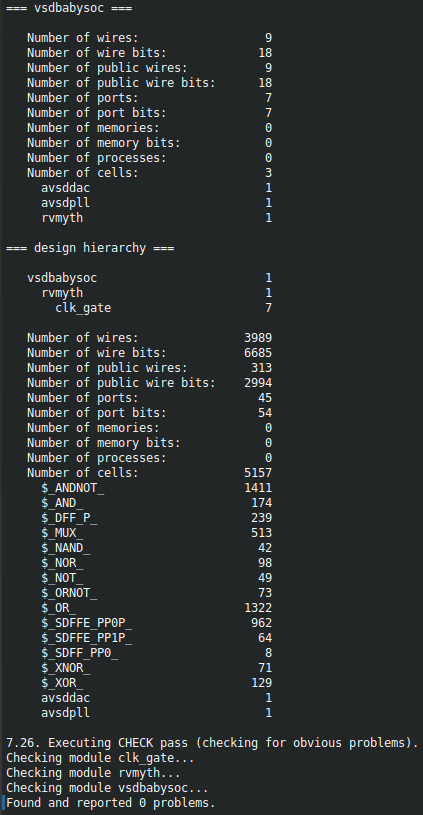 === vsdbabysoc ===
Number of wires: 9
Number of wire bits: 18
Number of public wires: 9
Number of public wire bits: 18
Number of ports: 7
Number of port bits: 7
Number of memories: 0
Number of memory bits: 0
Number of processes: 0
Number of cells: 3
avsddac 1
avsdpll 1
rvmyth 1
=== design hierarchy ===
vsdbabysoc 1
rvmyth 1
clk_gate 7
Number of wires: 3989
Number of wire bits: 6685
Number of public wires: 313
Number of public wire bits: 2994
Number of ports: 45
Number of port bits: 54
Number of memories: 0
Number of memory bits: 0
Number of processes: 0
Number of cells: 5157
$_ANDNOT_ 1411
$_AND_ 174
$_DFF_P_ 239
$_MUX_ 513
$_NAND_ 42
$_NOR_ 98
$_NOT_ 49
$_ORNOT_ 73
$_OR_ 1322
$_SDFFE_PP0P_ 962
$_SDFFE_PP1P_ 64
$_SDFF_PP0_ 8
$_XNOR_ 71
$_XOR_ 129
avsddac 1
avsdpll 1
7.26. Executing CHECK pass (checking for obvious problems).
Checking module clk_gate...
Checking module rvmyth...
Checking module vsdbabysoc...
Found and reported 0 problems.